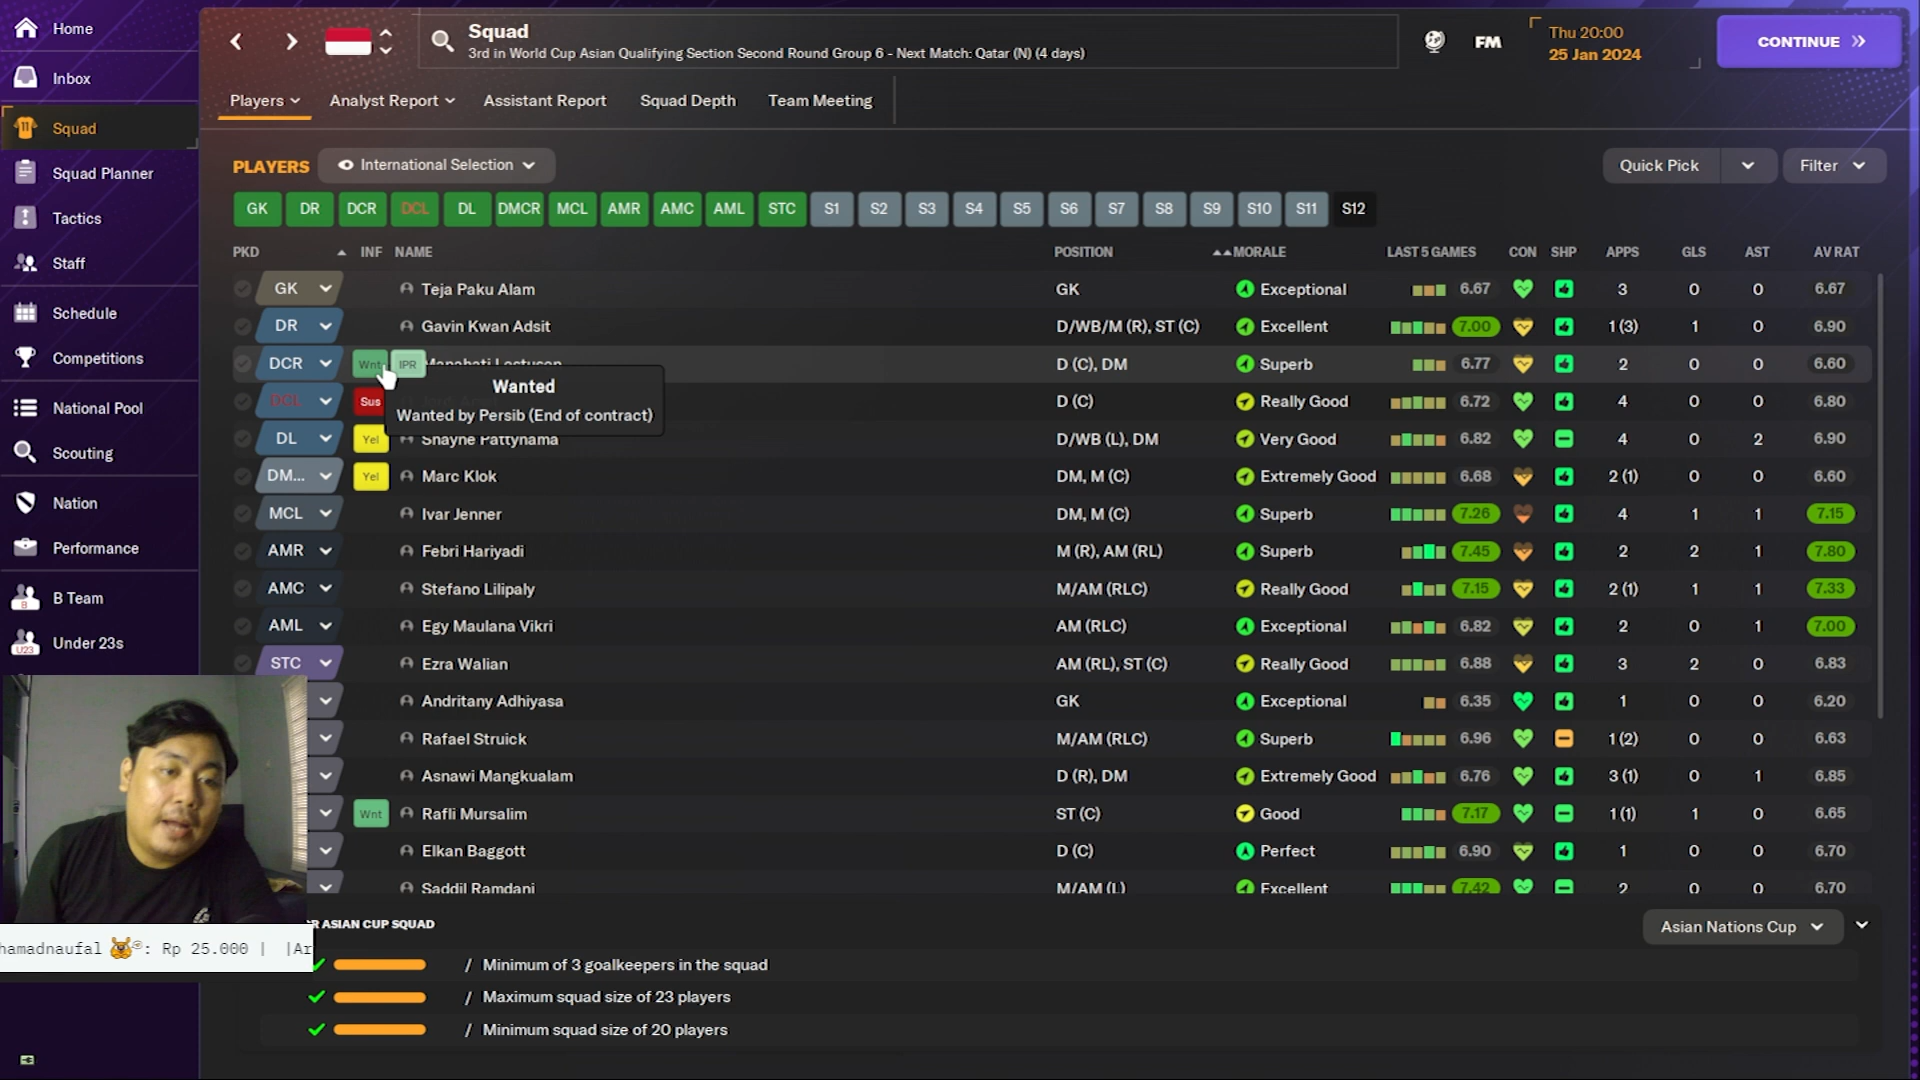 Home
Inbox
Squad
Squad Planner
Tactics
Staff
Schedule
Competitions
National Pool
Scouting
Nation
Performance
B Team
U23 Under 23s
Squad
3rd in World Cup Asian Qualifying Section Second Round Group 6 - Next Match: Qatar (N) (4 days)
FM
Thu 20:00
25 Jan 2024
CONTINUE
Players Analyst Report Assistant Report Squad Depth Team Meeting
PLAYERS International Selection Quick Pick Filter
GK DR DCR DCL DL DMCR MCL AMR AMC AML STC S1 S2 S3 S4 S5 S6 S7 S8 S9 S10 S11 S12
PKD INF NAME POSITION MORALE LAST 5 GAMES CON SHP APPS GLS AST AV RAT
GK Teja Paku Alam GK Exceptional 6.67 3 0 0 6.67
DR Gavin Kwan Adsit D/WB/M (R), ST (C) Excellent 7.00 1 (3) 1 0 6.90
DCR Wnt IPR D (C), DM Superb 6.77 2 0 0 6.60
Wanted
Wanted by Persib (End of contract)
DCL Sus D (C) Really Good 6.72 4 0 0 6.80
DL Yel Shayne Pattynama D/WB (L), DM Very Good 6.82 4 0 2 6.90
DM... Yel Marc Klok DM, M (C) Extremely Good 6.68 2 (1) 0 0 6.60
MCL Ivar Jenner DM, M (C) Superb 7.26 4 1 1 7.15
AMR Febri Hariyadi M (R), AM (RL) Superb 7.45 2 2 1 7.80
AMC Stefano Lilipaly M/AM (RLC) Really Good 7.15 2 (1) 1 1 7.33
AML Egy Maulana Vikri AM (RLC) Exceptional 6.82 2 0 1 7.00
STC Ezra Walian AM (RL), ST (C) Really Good 6.88 3 2 0 6.83
Andritany Adhiyasa GK Exceptional 6.35 1 0 0 6.20
Rafael Struick M/AM (RLC) Superb 6.96 1 (2) 0 0 6.63
Asnawi Mangkualam D (R), DM Extremely Good 6.76 3 (1) 0 1 6.85
Wnt Rafli Mursalim ST (C) Good 7.17 1 (1) 1 0 6.65
Elkan Baggott D (C) Perfect 6.90 1 0 0 6.70
Saddil Ramdani M/AM (L) Excellent 7.42 2 0 0 6.70
R ASIAN CUP SQUAD Asian Nations Cup
hamadnaufal : Rp 25.000 | |Ar
/ Minimum of 3 goalkeepers in the squad
/ Maximum squad size of 23 players
/ Minimum squad size of 20 players